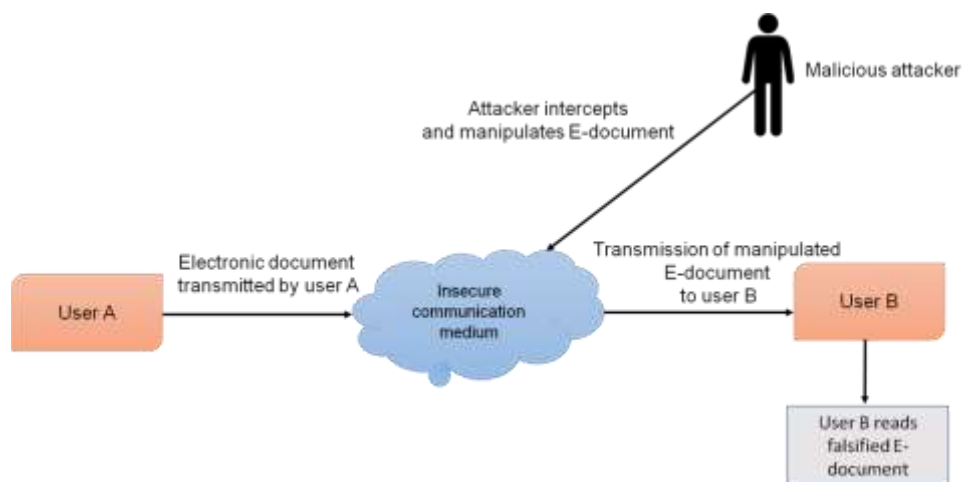 Malicious attacker
Attacker intercepts
and manipulates E-document
Electronic document
transmitted by user A
Transmission of manipulated
E-document
to user B
User A
Insecure
communication
medium
User B
User B reads
falsified E-
document